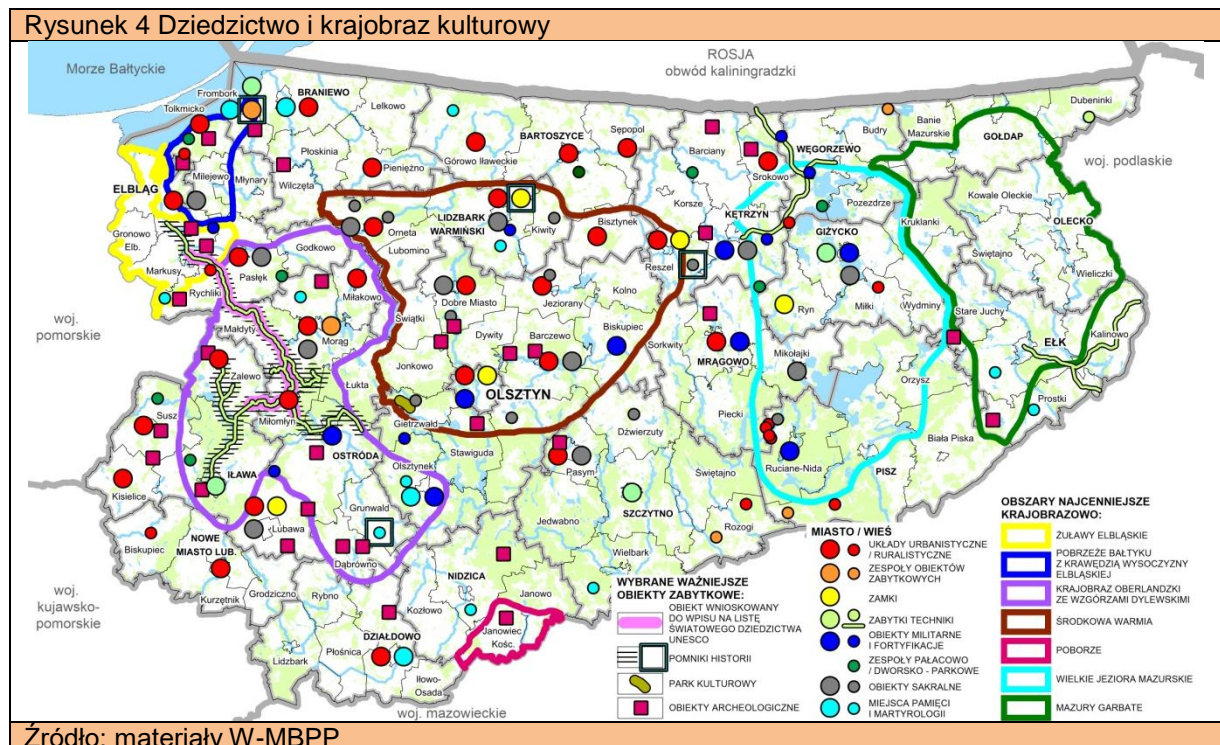 Rysunek 4 Dziedzictwo i krajobraz kulturowy
Morze Bałtyckie
ROSJA
obwód kaliningradzki
Frombork
Tolkmicko
BRANIEWO
Lelkowo
Dubeninki
Banie
Mazurskie
GOŁDAP
Budry
WĘGORZEWO
BARTOSZYCE
Sępopol
Barciany
Srokowo
Płoskinia
Pieniężno
Górowo Iławeckie
woj. podlaskie
Milejewo
Młynary
Wilczęta
ELBLĄG
Korsze
KĘTRZYN
Pozezdrze
Kruklanki
Kowale Oleckie
OLECKO
Gronowo
Elb.
Markusy
Orneta
Lubomino
LIDZBARK
WARMIŃSKI
Kiwity
Bisztynek
Reszel
GIŻYCKO
Świętajno
Wieliczki
Godkowo
Pasłęk
Rychliki
Miłakowo
Świątki
Dobre Miasto
Jeziorany
Kolno
Ryn
Miłki
Wydminy
Stare Juchy
Kalinowo
EŁK
woj.
pomorskie
Małdyty
Morąg
Dywity
Barczewo
Biskupiec
Sorkwity
MRĄGOWO
Mikołajki
Orzysz
Prostki
Zalewo
Łukta
Jonkowo
OLSZTYN
Susz
Miłomłyn
Gietrzwałd
Stawiguda
Dźwierzuty
Piecki
Biała Piska
OSTRÓDA
Olsztynek
Pasym
Świętajno
Ruciane-Nida
PISZ
IŁAWA
Kisielice
Grunwald
SZCZYTNO
Jedwabno
Rozogi
Lubawa
NOWE
MIASTO LUB.
Biskupiec
Dąbrówno
Wielbark
NIDZICA
Janowo
Kurzętnik
Grodziczno
Rybno
Kozłowo
Janowiec
Kośc.
woj.
kujawsko-
pomorskie
Lidzbark
Płośnica
DZIAŁDOWO
Iłowo-
Osada
woj. mazowieckie
WYBRANE WAŻNIEJSZE
OBIEKTY ZABYTKOWE:
OBIEKT WNIOSKOWANY
DO WPISU NA LISTĘ
ŚWIATOWEGO DZIEDZICTWA
UNESCO
POMNIKI HISTORII
PARK KULTUROWY
OBIEKTY ARCHEOLOGICZNE
MIASTO / WIEŚ
UKŁADY URBANISTYCZNE
/ RURALISTYCZNE
ZESPOŁY OBIEKTÓW
ZABYTKOWYCH
ZAMKI
ZABYTKI TECHNIKI
OBIEKTY MILITARNE
I FORTYFIKACJE
ZESPOŁY PAŁACOWO
/ DWORSKO - PARKOWE
OBIEKTY SAKRALNE
MIEJSCA PAMIĘCI
I MARTYROLOGII
OBSZARY NAJCENNIEJSZE
KRAJOBRAZOWO:
ŻUŁAWY ELBLĄSKIE
POBRZEŻE BAŁTYKU
Z KRAWĘDZIĄ WYSOCZYZNY
ELBLĄSKIEJ
KRAJOBRAZ OBERLANDZKI
ZE WZGÓRZAMI DYLEWSKIMI
ŚRODKOWA WARMIA
POBORZE
WIELKIE JEZIORA MAZURSKIE
MAZURY GARBATE
Źródło: materiały W-MBPP